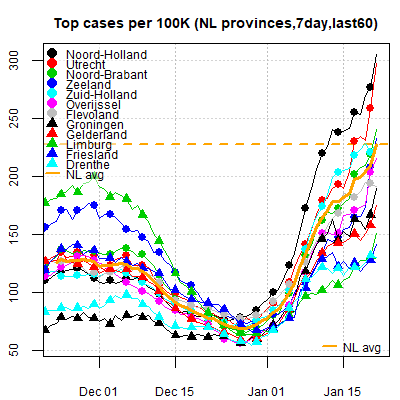 Top cases per 100K (NL provinces,7day,last60)
300
250
200
150
100
50
Noord-Holland
Utrecht
Noord-Brabant
Zeeland
Zuid-Holland
Overijssel
Flevoland
Groningen
Gelderland
Limburg
Friesland
Drenthe
NL avg
NL avg
Dec 01
Dec 15
Jan 01
Jan 15